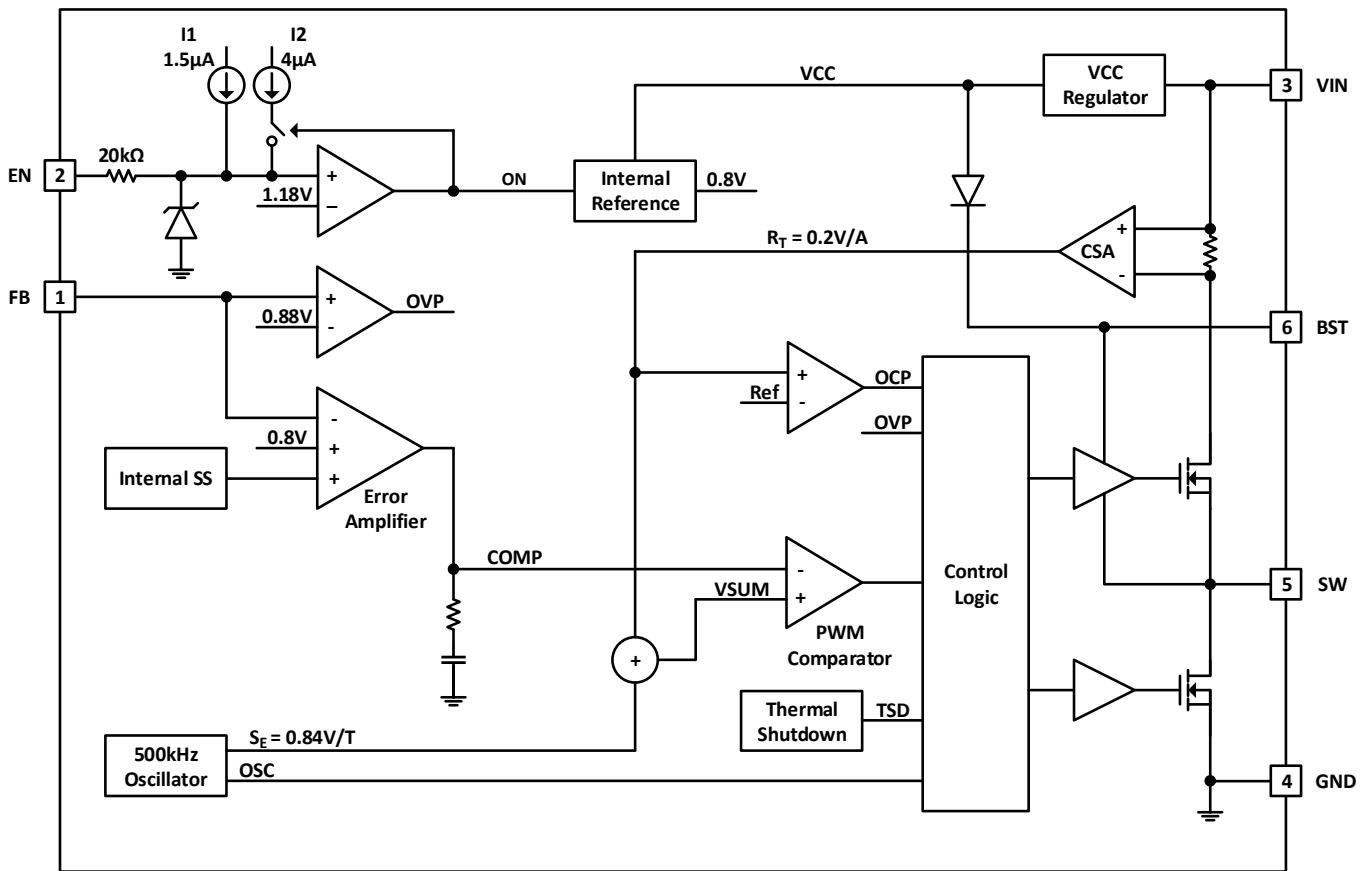 I1
1.5µA
I2
4µA
VCC
VCC
Regulator
3
VIN
EN
2
20kΩ
+
1.18V
–
ON
Internal
Reference
0.8V
R_T = 0.2V/A
CSA
+
-
FB
1
+
0.88V
-
OVP
6
BST
+
Ref
-
OCP
OVP
-
0.8V
+
+
Internal SS
Error
Amplifier
COMP
-
VSUM
+
PWM
Comparator
Control
Logic
5
SW
+
Thermal
Shutdown
TSD
S_E = 0.84V/T
500kHz
Oscillator
OSC
4
GND